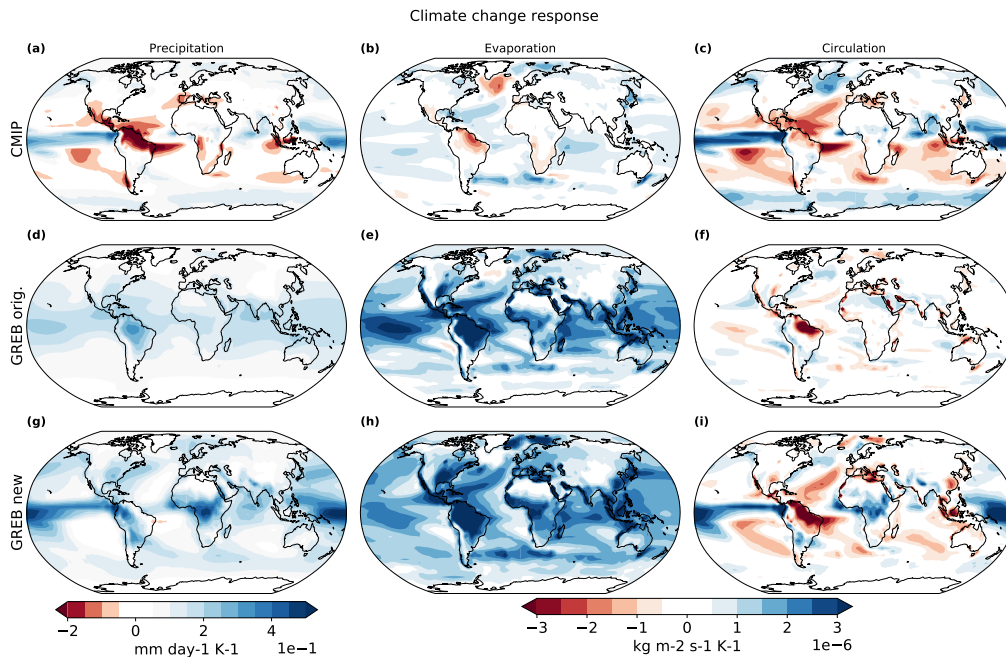 Climate change response
(a) Precipitation (b) Evaporation (c) Circulation
CMIP
(d) (e) (f)
GREB orig.
(g) (h) (i)
GREB new
−2 0 2 4
mm day-1 K-1 1e−1
−3 −2 −1 0 1 2 3
kg m-2 s-1 K-1 1e−6